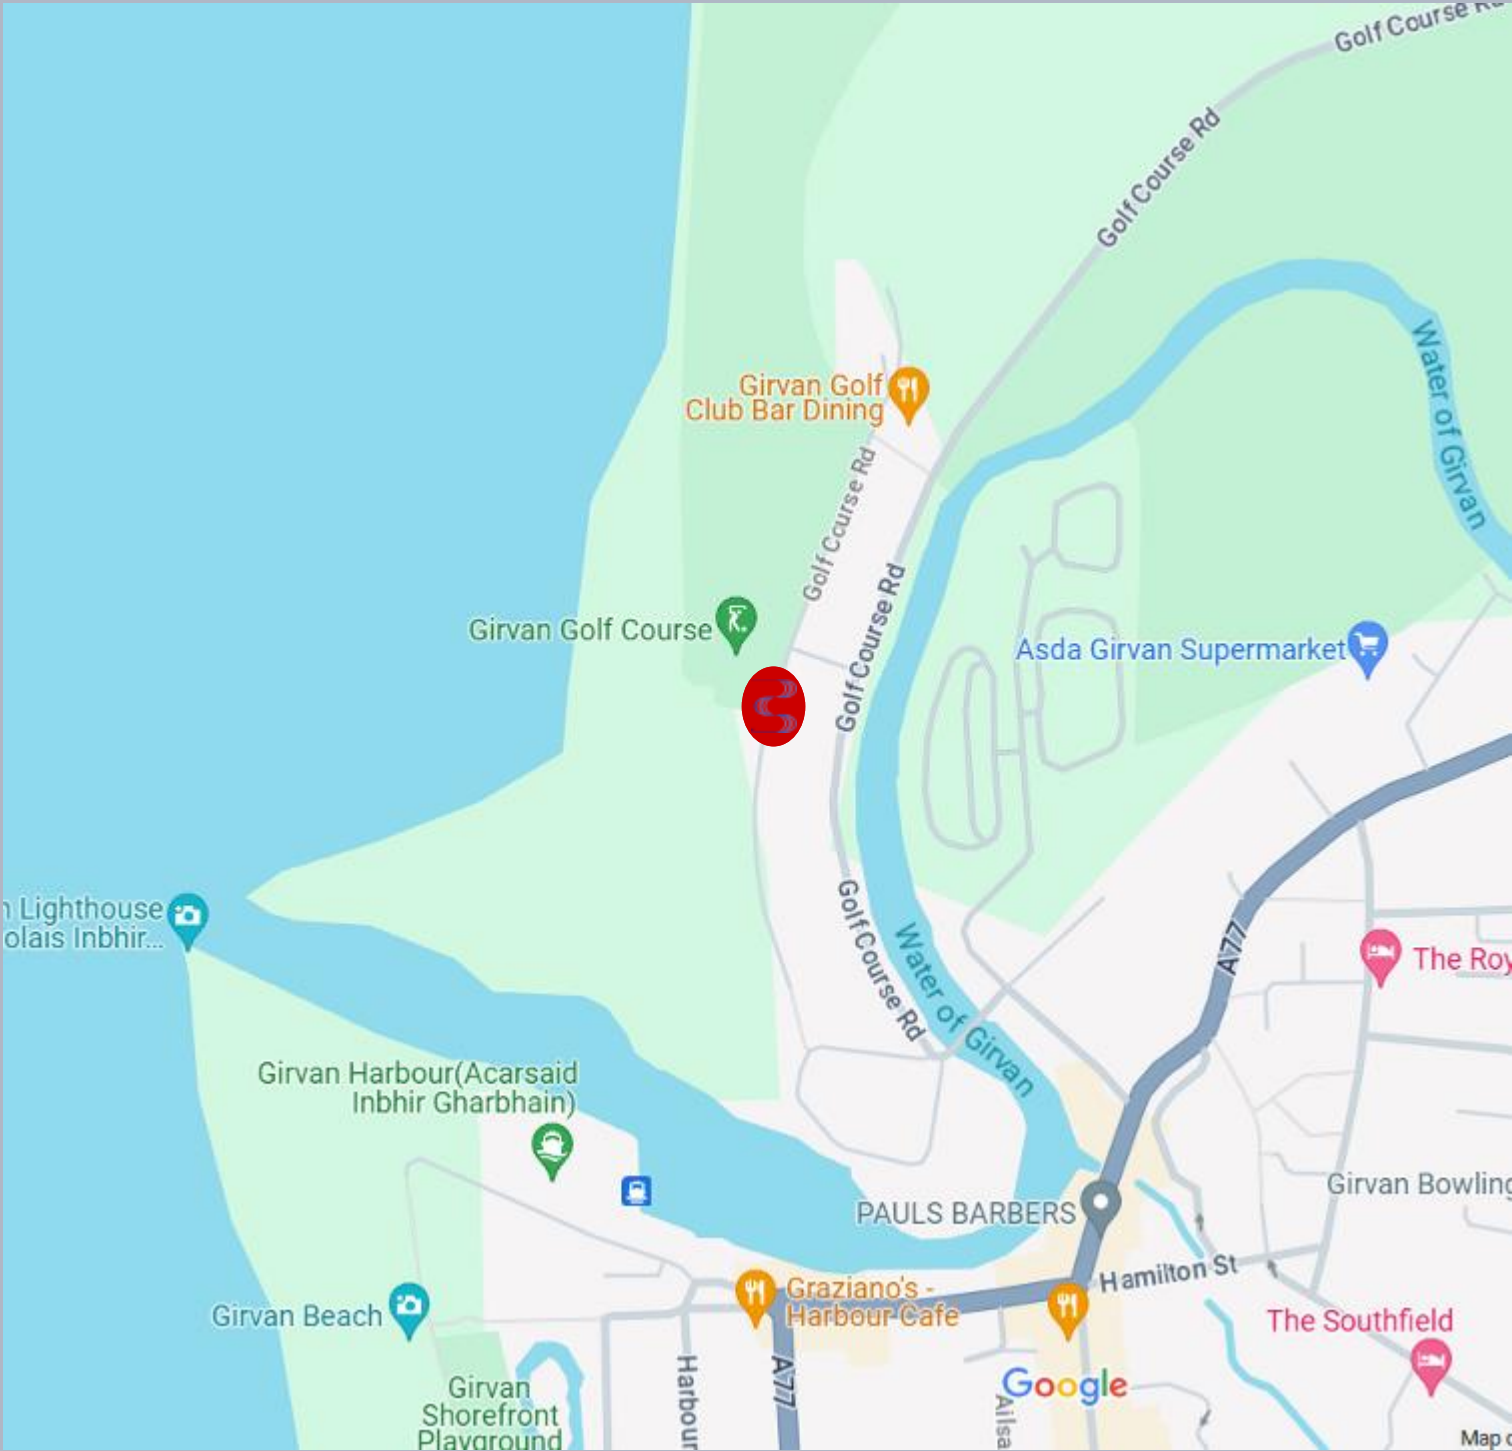 Golf Course Rd
Golf Course Rd
Water of Girvan
Girvan Golf
Club Bar Dining
Golf Course Rd
Golf Course Rd
Girvan Golf Course
Asda Girvan Supermarket
Lighthouse
olais Inbhir...
Golf Course Rd
Water of Girvan
A77
The Roy
Girvan Harbour(Acarsaid
Inbhir Gharbhain)
PAULS BARBERS
Girvan Bowling
Hamilton St
Graziano's -
Harbour Cafe
Girvan Beach
The Southfield
Harbour
A77
Google
Ailsa
Girvan
Shorefront
Playground
Map